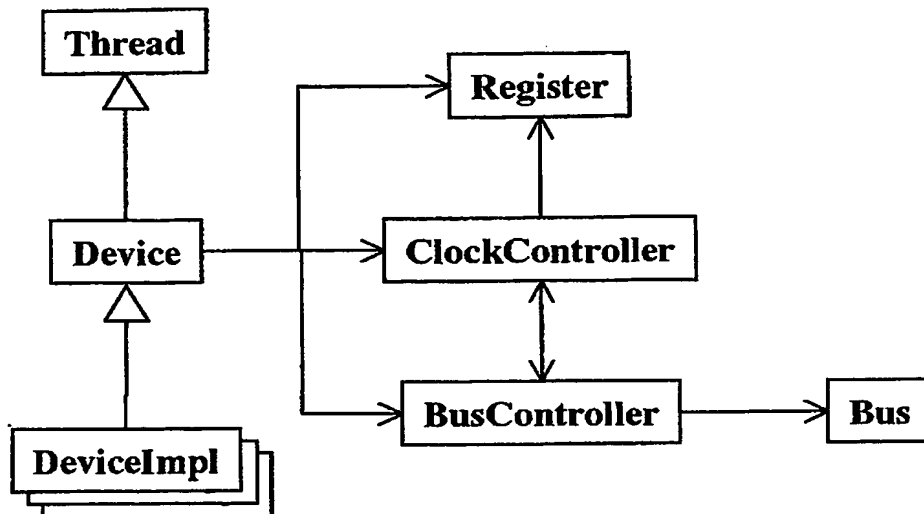 Thread
Register
Device
ClockController
BusController
Bus
DeviceImpl